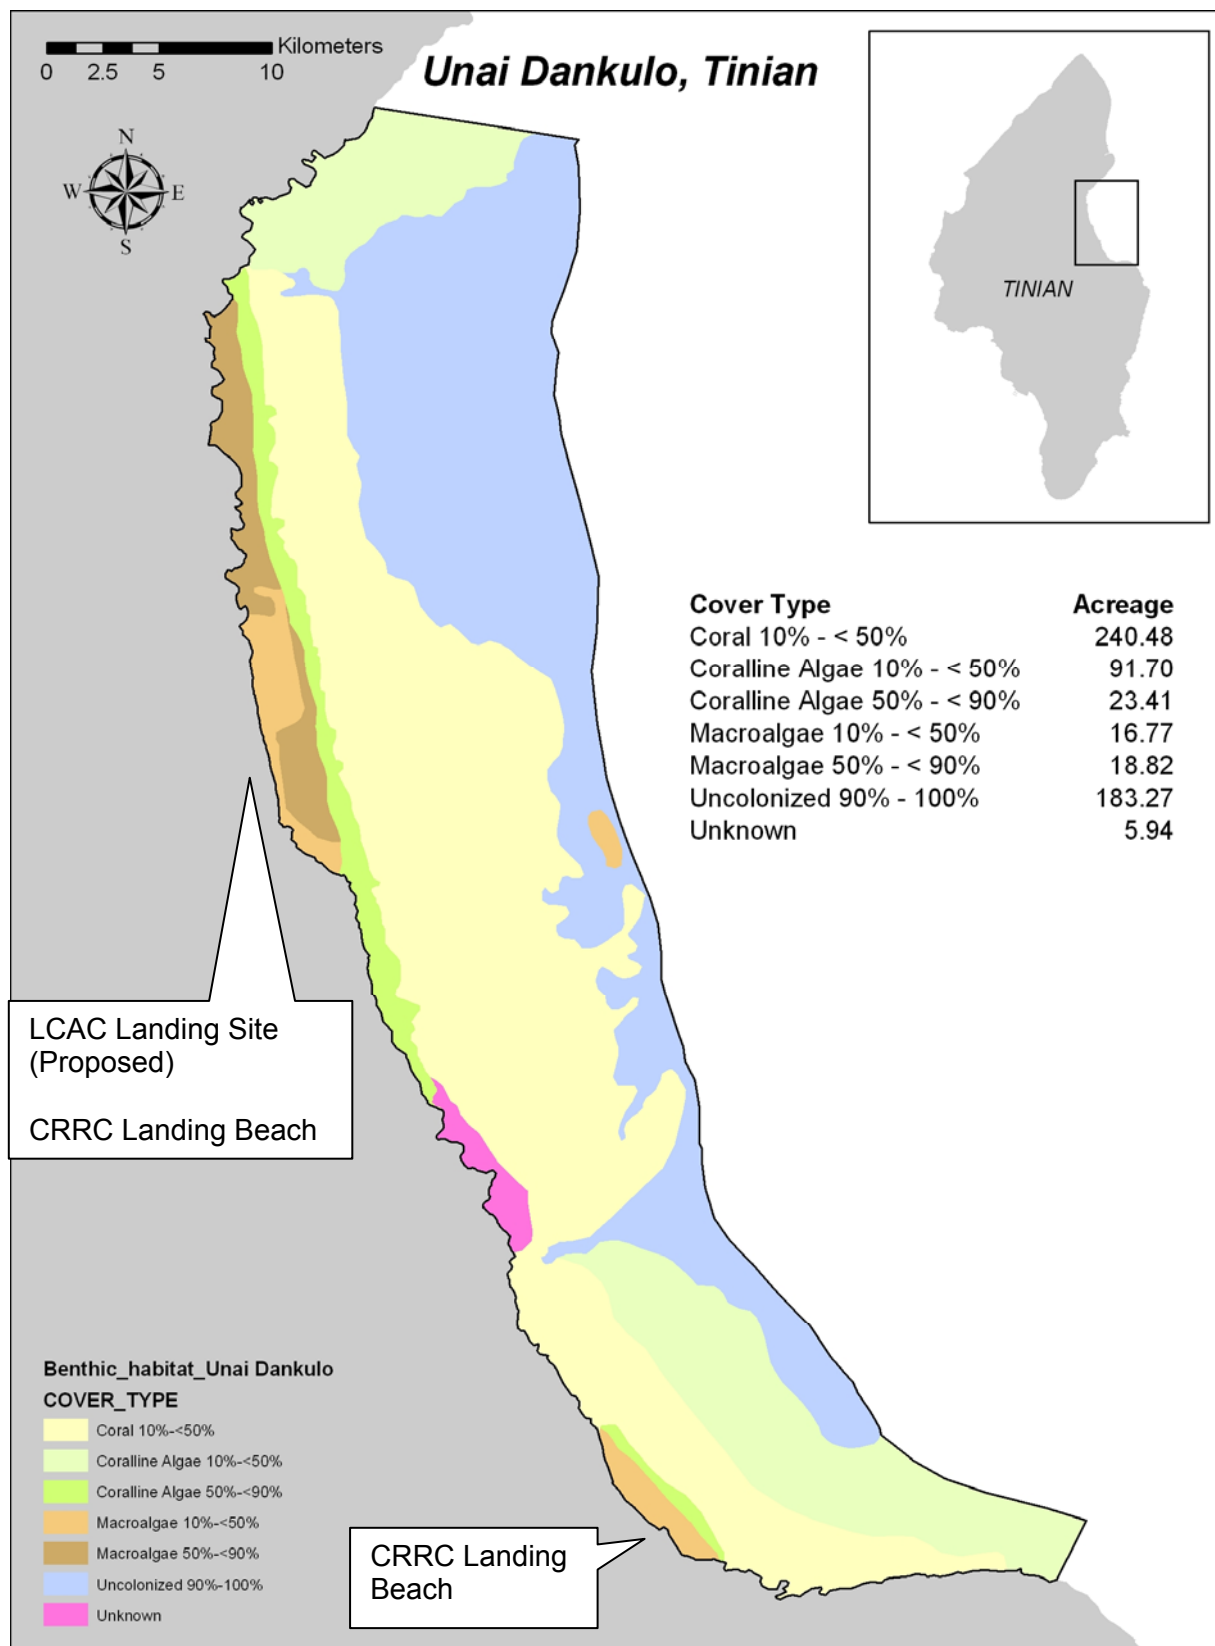 Kilometers
0 2.5 5 10
Unai Dankulo, Tinian
N
W E
S
TINIAN
Cover Type Acreage
Coral 10% - < 50% 240.48
Coralline Algae 10% - < 50% 91.70
Coralline Algae 50% - < 90% 23.41
Macroalgae 10% - < 50% 16.77
Macroalgae 50% - < 90% 18.82
Uncolonized 90% - 100% 183.27
Unknown 5.94
LCAC Landing Site
(Proposed)
CRRC Landing Beach
Benthic_habitat_Unai Dankulo
COVER_TYPE
Coral 10%-<50%
Coralline Algae 10%-<50%
Coralline Algae 50%-<90%
Macroalgae 10%-<50%
Macroalgae 50%-<90%
Uncolonized 90%-100%
Unknown
CRRC Landing
Beach